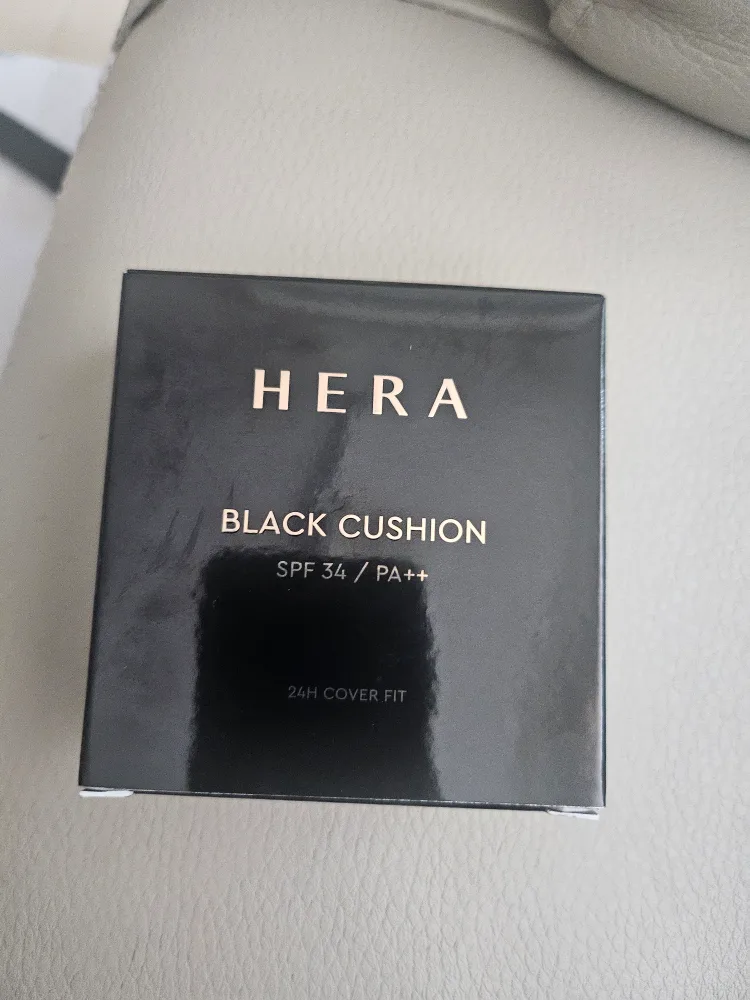 HERA
BLACK CUSHION
SPF 34 / PA++
24H COVER FIT